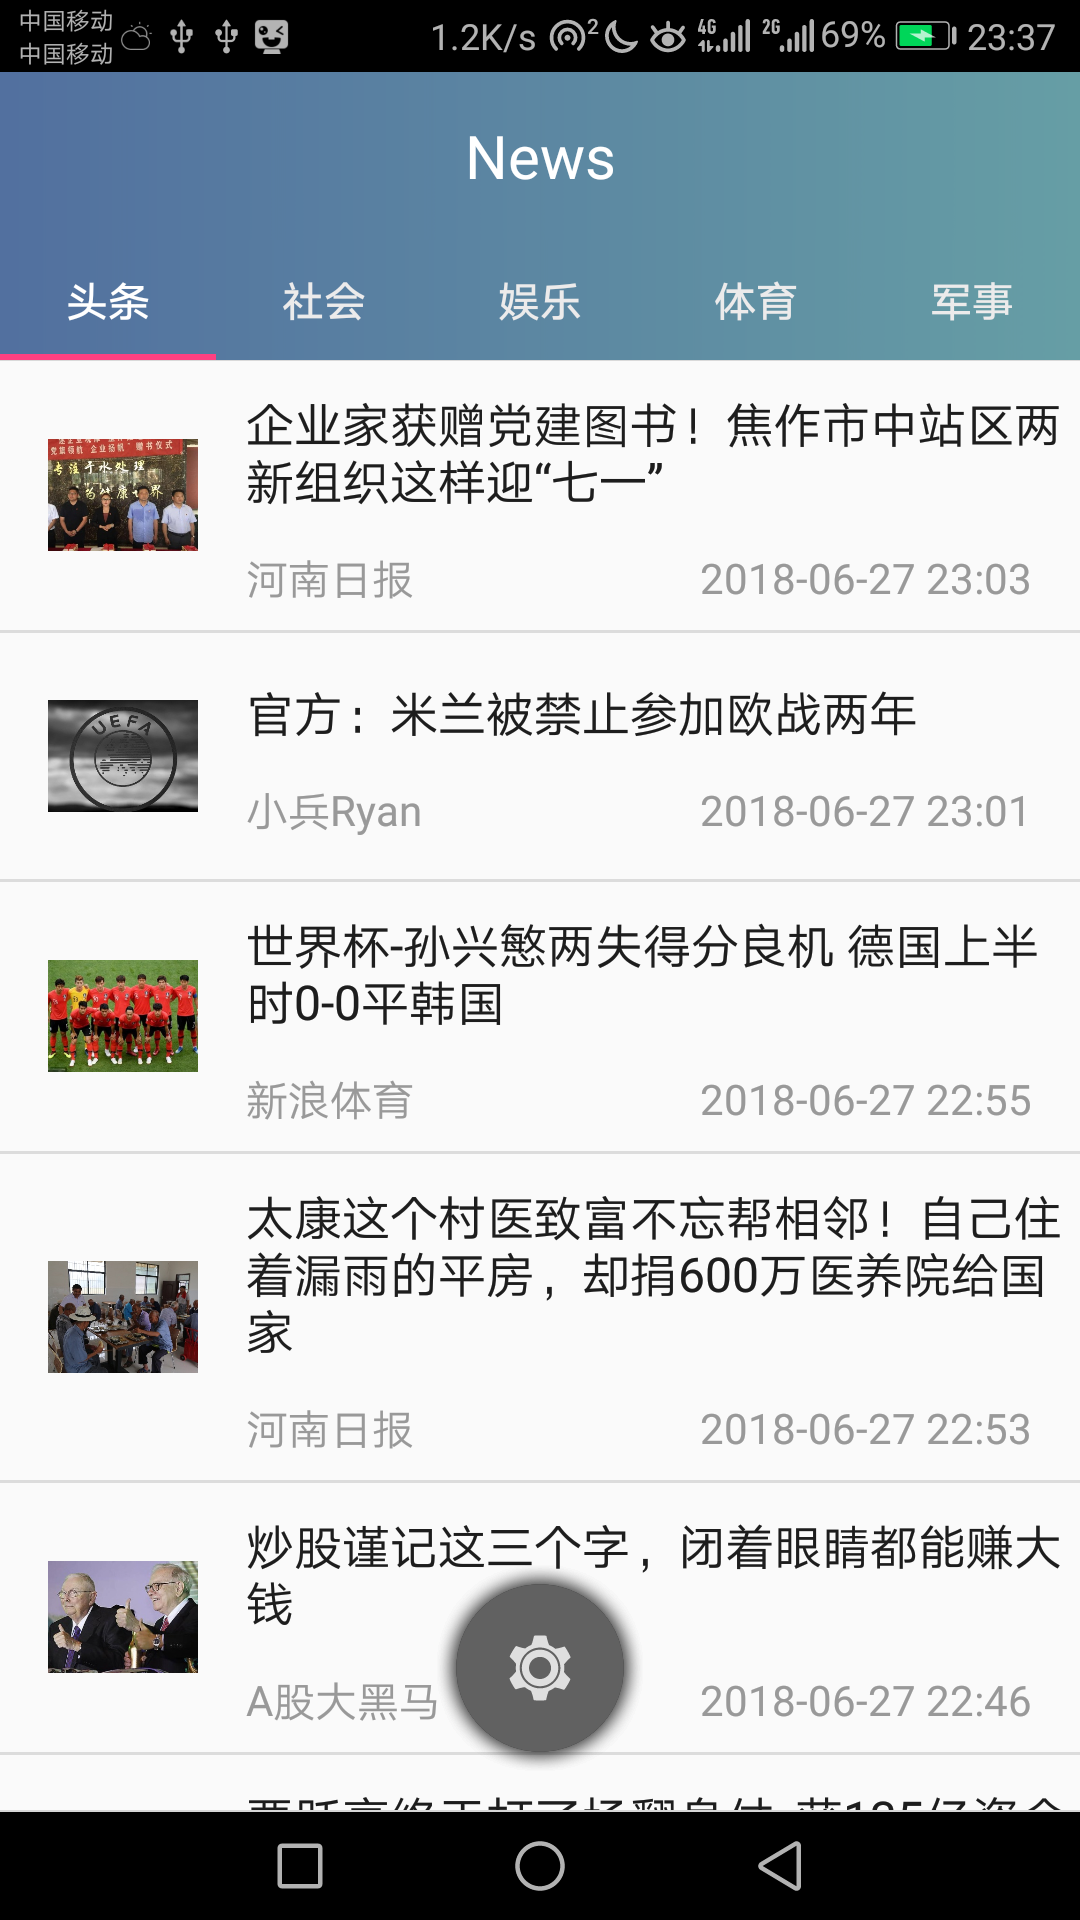 中国移动
中国移动
1.2K/s
2
4G
2G
69%
23:37
News
头条
社会
娱乐
体育
军事
企业家获赠党建图书！焦作市中站区两
新组织这样迎“七一”
河南日报
2018-06-27 23:03
UEFA
官方：米兰被禁止参加欧战两年
小兵Ryan
2018-06-27 23:01
世界杯-孙兴慜两失得分良机 德国上半
时0-0平韩国
新浪体育
2018-06-27 22:55
太康这个村医致富不忘帮相邻！自己住
着漏雨的平房，却捐600万医养院给国
家
河南日报
2018-06-27 22:53
炒股谨记这三个字，闭着眼睛都能赚大
钱
A股大黑马
2018-06-27 22:46